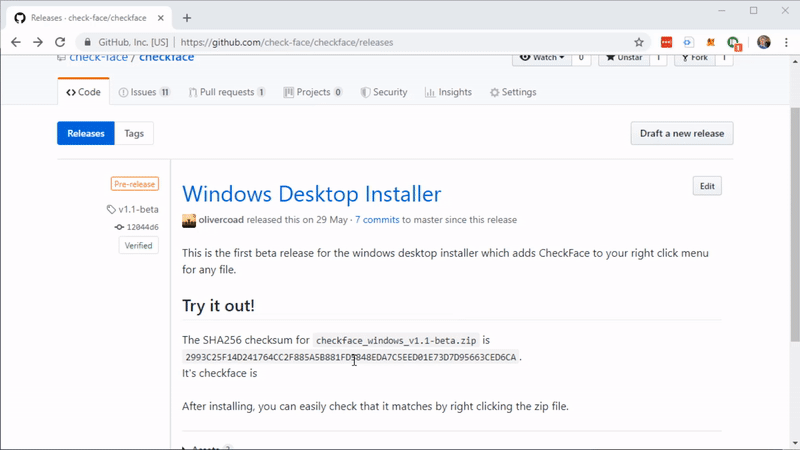 Releases · check-face/checkface
GitHub, Inc. [US] | https://github.com/check-face/checkface/releases
1
check-face / checkface
Watch 0 Unstar 1 Fork 1
Code Issues 11 Pull requests 1 Projects 0 Security Insights Settings
Releases Tags Draft a new release
Pre-release
v1.1-beta
12044d6
Verified
Windows Desktop Installer Edit
olivercoad released this on 29 May · 7 commits to master since this release
This is the first beta release for the windows desktop installer which adds CheckFace to your right click menu
for any file.
Try it out!
The SHA256 checksum for checkface_windows_v1.1-beta.zip is
It's checkface is
After installing, you can easily check that it matches by right clicking the zip file.
Assets